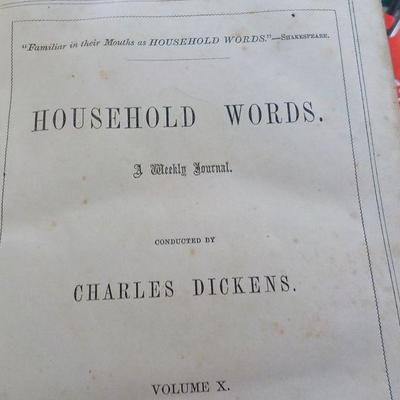 "Familiar in their Mouths as HOUSEHOLD WORDS."—SHAKESPEARE.
HOUSEHOLD WORDS.
A Weekly Journal.
CONDUCTED BY
CHARLES DICKENS.
VOLUME X.